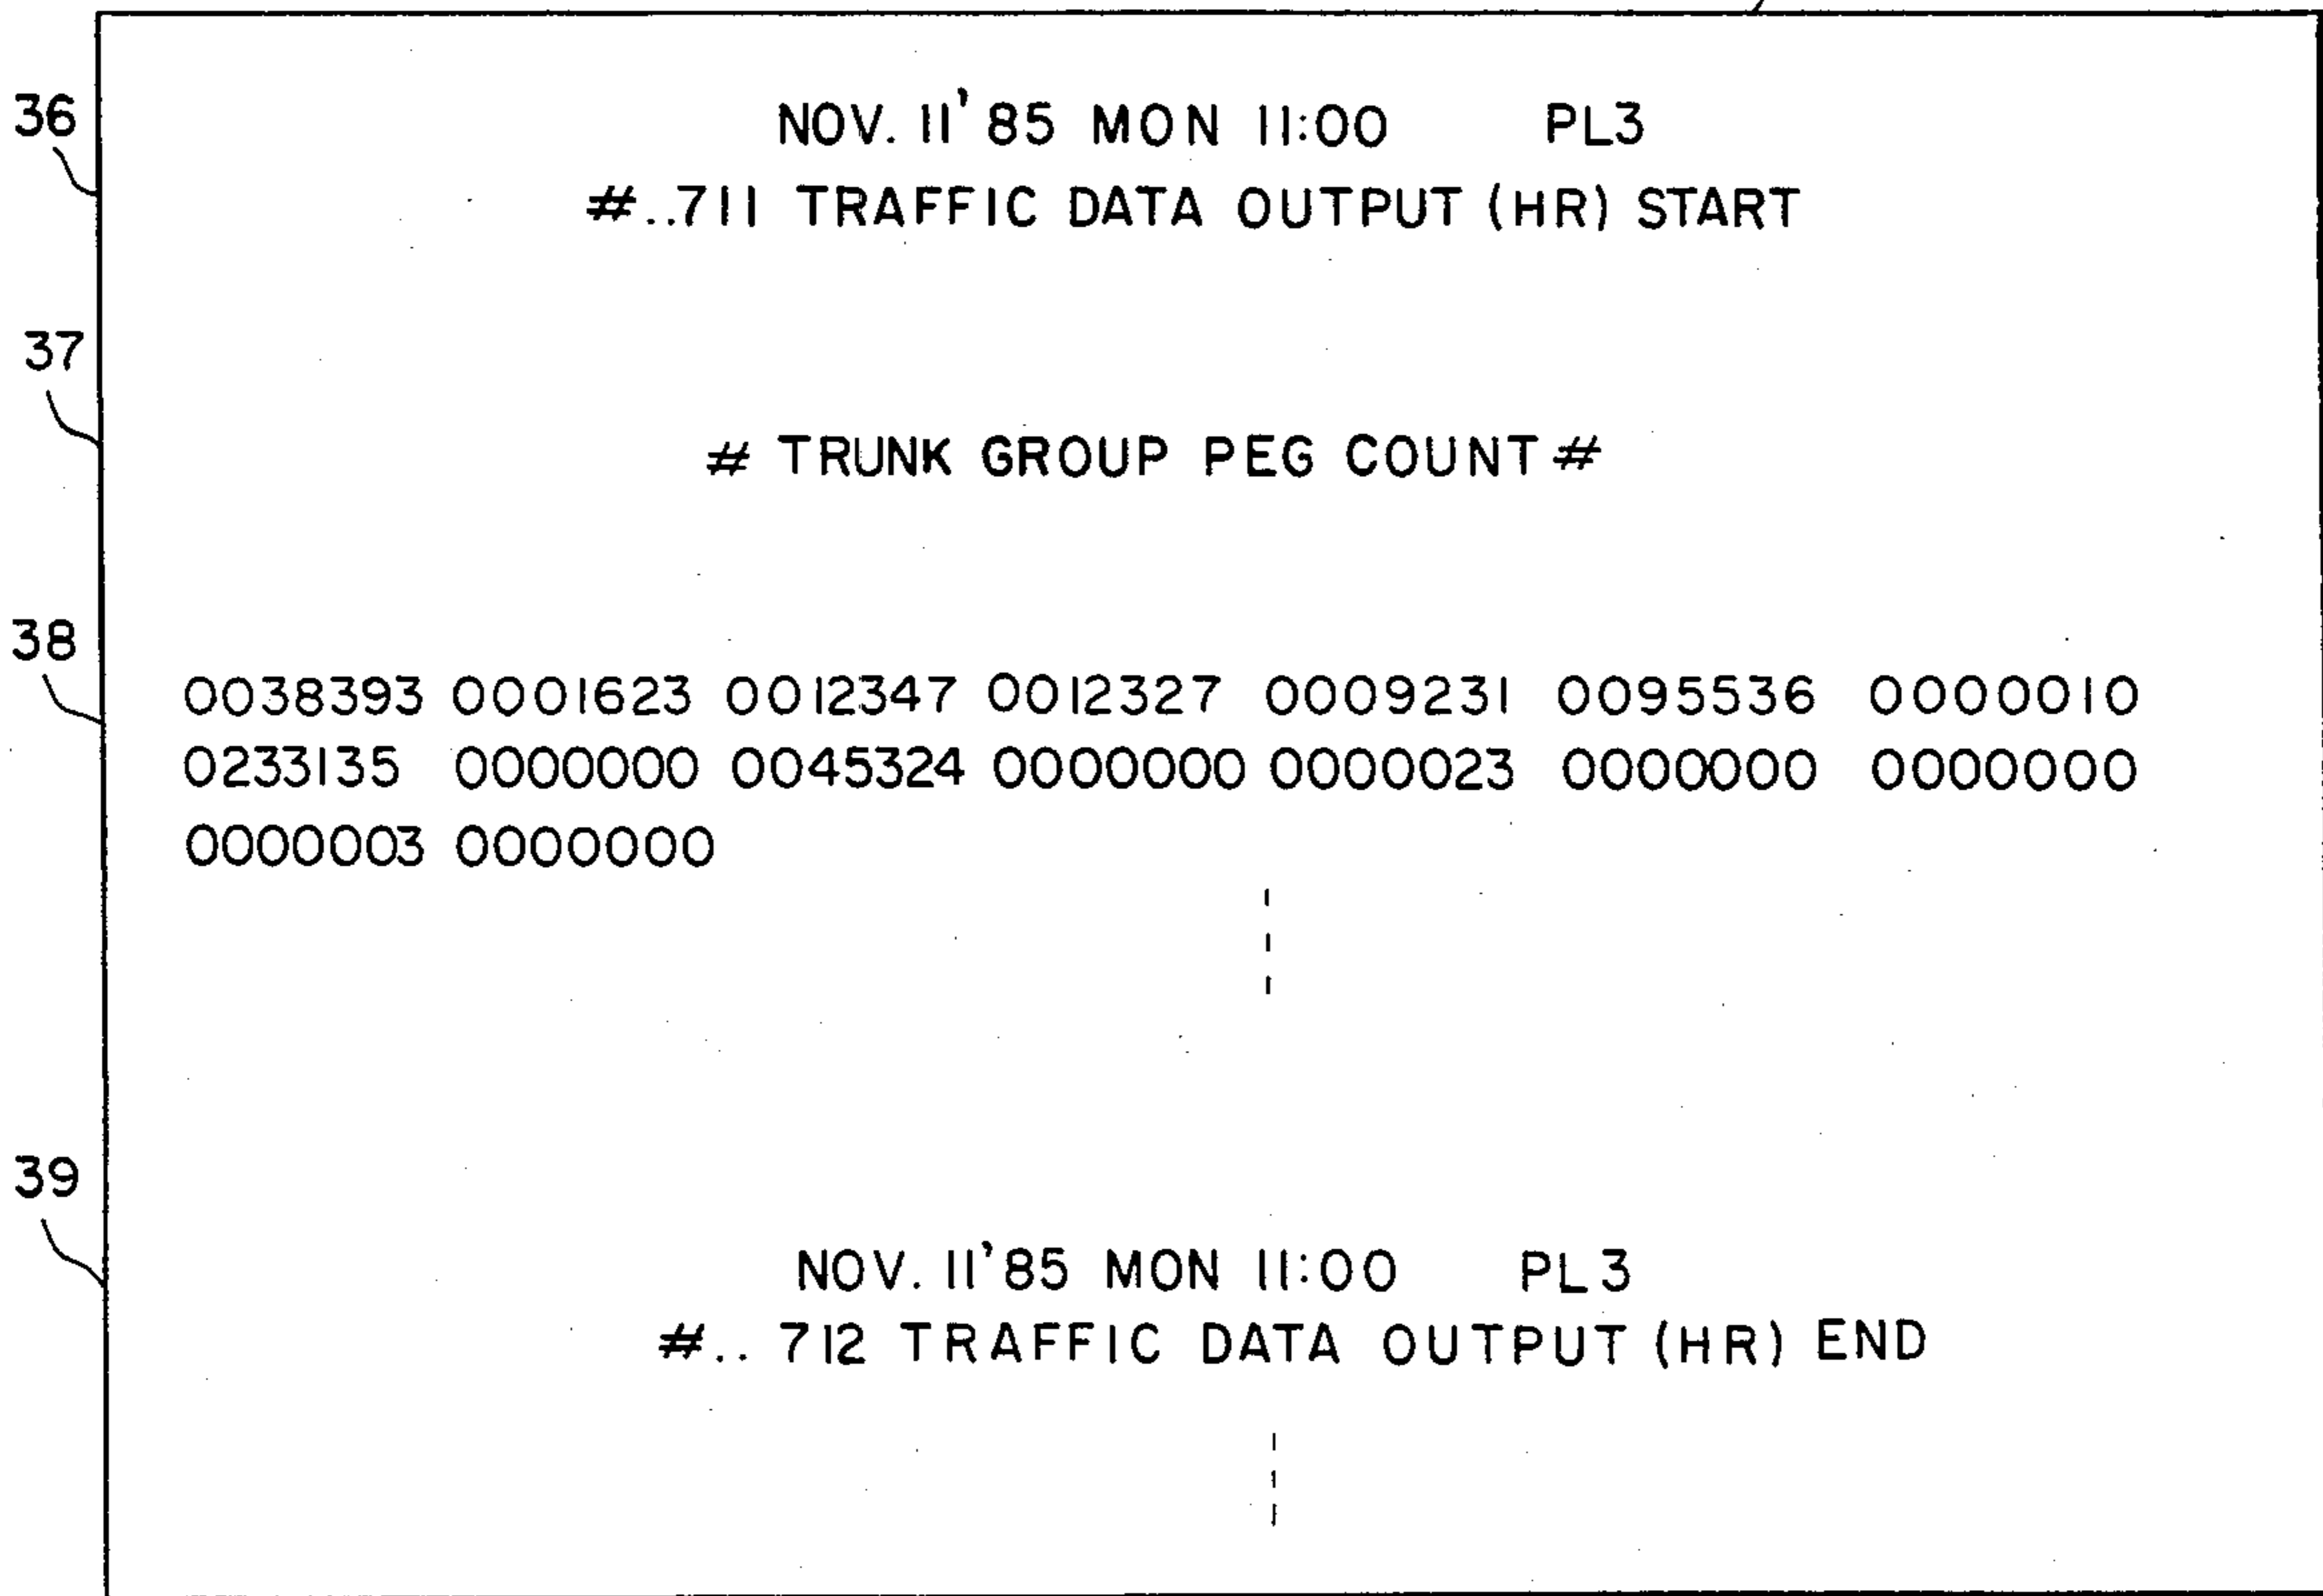 36
NOV. 11'85 MON 11:00 PL3
#..711 TRAFFIC DATA OUTPUT (HR) START
37
# TRUNK GROUP PEG COUNT #
38
0038393 0001623 0012347 0012327 0009231 0095536 0000010
0233135 0000000 0045324 0000000 0000023 0000000 0000000
0000003 0000000
39
NOV. 11'85 MON 11:00 PL3
#.. 712 TRAFFIC DATA OUTPUT (HR) END